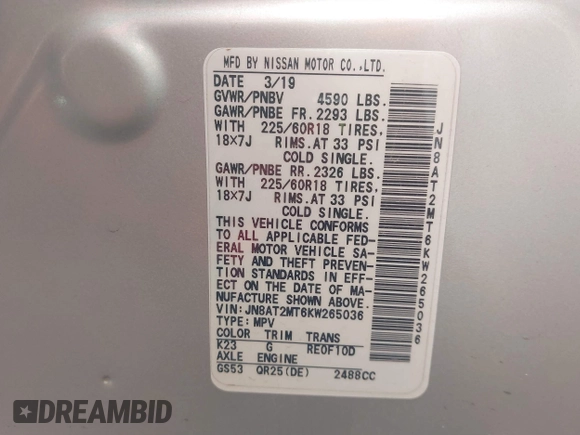 MFD BY NISSAN MOTOR CO.,LTD.
DATE 3/19
GVWR/PNBV 4590 LBS.
GAWR/PNBE FR. 2293 LBS.
WITH 225/60R18 TIRES,
18X7J RIMS.AT 33 PSI
COLD SINGLE.
GAWR/PNBE RR. 2326 LBS.
WITH 225/60R18 TIRES,
18X7J RIMS.AT 33 PSI
COLD SINGLE.
THIS VEHICLE CONFORMS
TO ALL APPLICABLE FED-
ERAL MOTOR VEHICLE SA-
FETY AND THEFT PREVEN-
TION STANDARDS IN EFF-
ECT ON THE DATE OF MA-
NUFACTURE SHOWN ABOVE.
VIN:JN8AT2MT6KW265036
TYPE: MPV
COLOR TRIM TRANS
K23 G RE0F10D
AXLE ENGINE
GS53 QR25(DE) 2488CC
JN8AT2MT6KW265036
DREAMBID